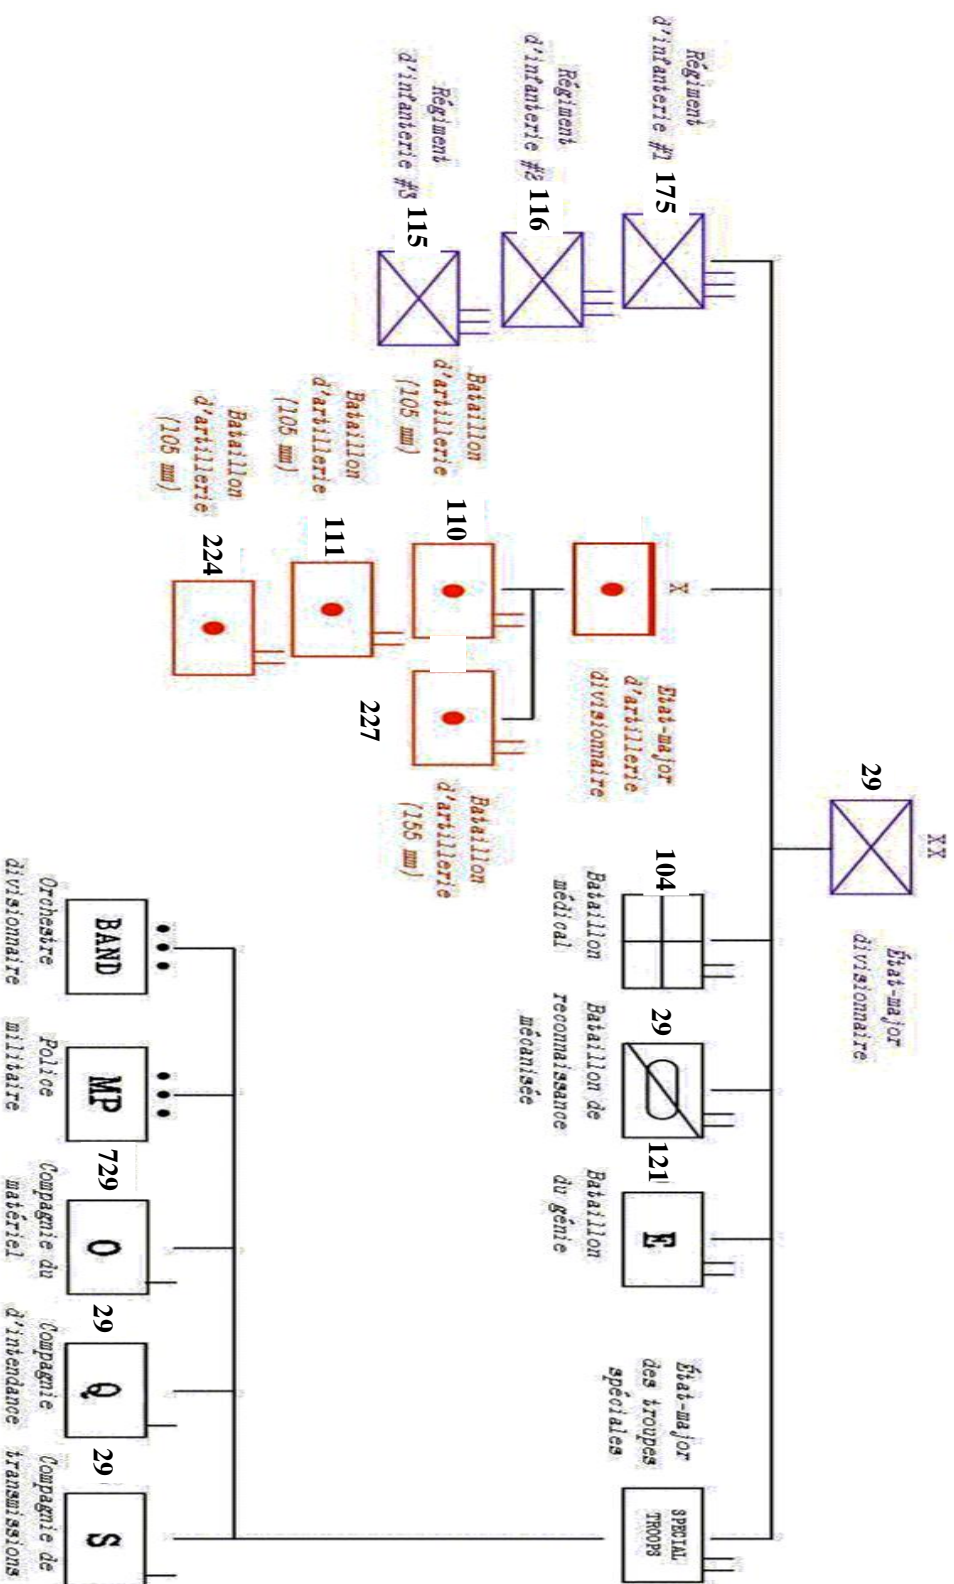 XX
29
État-major
divisionnaire
175
Régiment
d'infanterie #1
116
Régiment
d'infanterie #2
115
Régiment
d'infanterie #3
X
État-major
d'artillerie
divisionnaire
110
Bataillon
d'artillerie
(105 mm)
111
Bataillon
d'artillerie
(105 mm)
224
Bataillon
d'artillerie
(105 mm)
227
Bataillon
d'artillerie
(155 mm)
104
Bataillon
médical
29
Bataillon de
reconnaissance
mécanisée
121
E
Bataillon
du génie
SPECIAL
TROOPS
État-major
des troupes
spéciales
BAND
Orchestre
divisionnaire
MP
Police
militaire
729
O
Compagnie du
matériel
29
Q
Compagnie
d'intendance
29
S
Compagnie de
transmissions